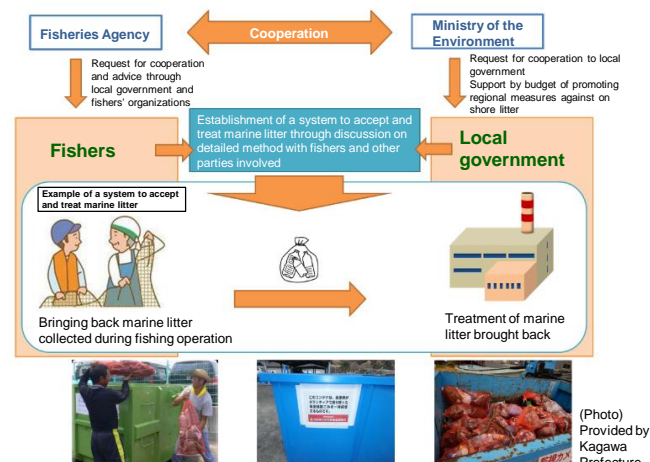 Fisheries Agency
Cooperation
Ministry of the
Environment
Request for cooperation
and advice through
local government and
fishers' organizations
Request for cooperation to local
government
Support by budget of promoting
regional measures against on
shore litter
Establishment of a system to accept and
treat marine litter through discussion on
detailed method with fishers and other
parties involved
Fishers
Local
government
Example of a system to accept
and treat marine litter
Bringing back marine litter
collected during fishing operation
Treatment of marine
litter brought back
(Photo)
Provided by
Kagawa
Prefecture